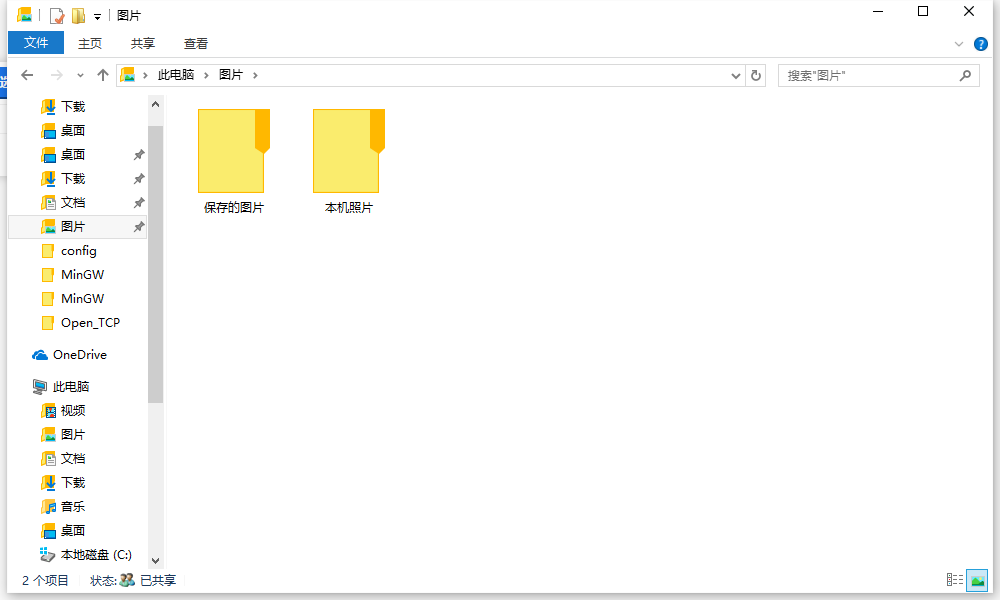 图片
文件 主页 共享 查看
此电脑 图片
搜索"图片"
下载
桌面
桌面
下载
文档
图片
config
MinGW
MinGW
Open_TCP
OneDrive
此电脑
视频
图片
文档
下载
音乐
桌面
本地磁盘 (C:)
保存的图片
本机照片
2 个项目 状态: 已共享